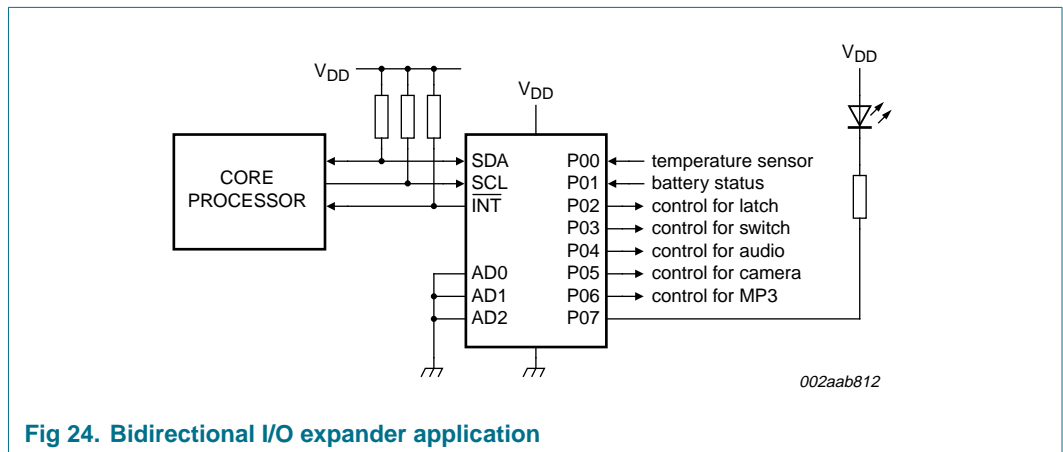 VDD
VDD
VDD
CORE
PROCESSOR
SDA
SCL
INT
AD0
AD1
AD2
P00
P01
P02
P03
P04
P05
P06
P07
temperature sensor
battery status
control for latch
control for switch
control for audio
control for camera
control for MP3
002aab812
Fig 24. Bidirectional I/O expander application